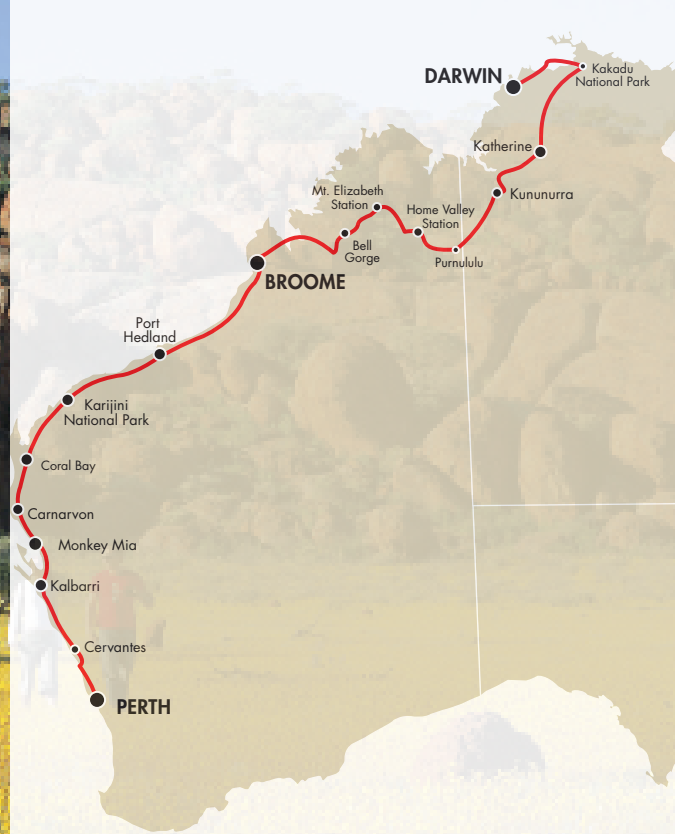 DARWIN
Kakadu
National Park
Katherine
Kununurra
Mt. Elizabeth
Station
Home Valley
Station
Bell
Gorge
Purnululu
BROOME
Port
Hedland
Karijini
National Park
Coral Bay
Carnarvon
Monkey Mia
Kalbarri
Cervantes
PERTH